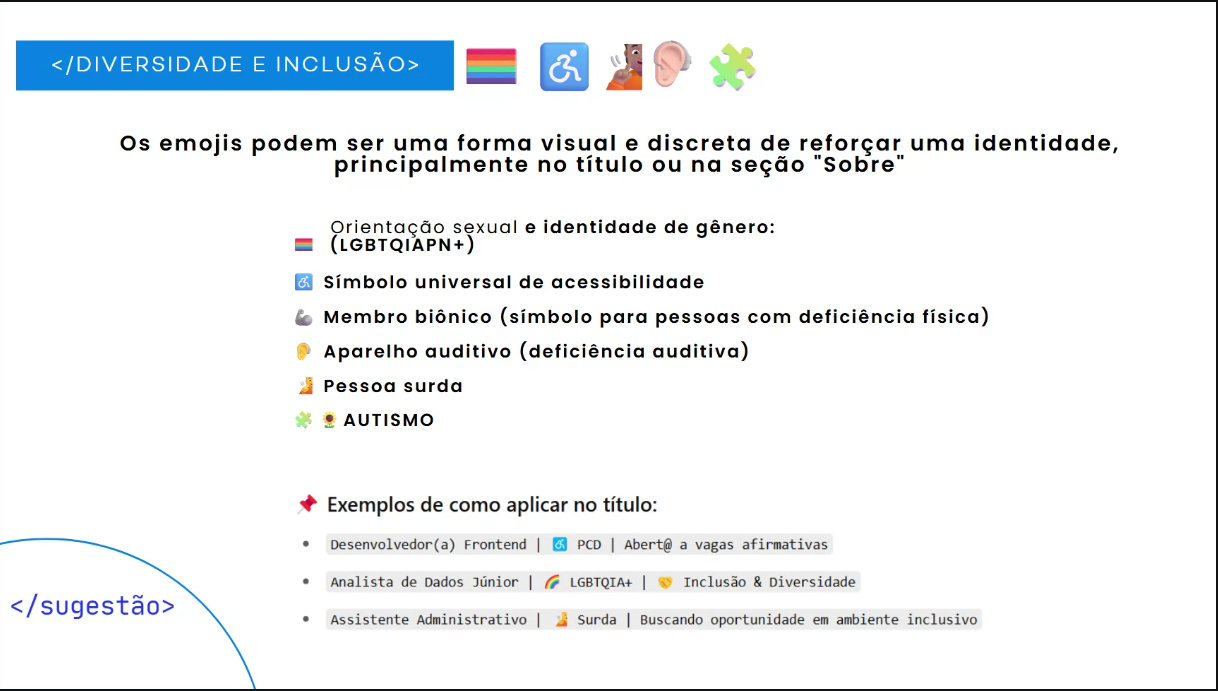 </DIVERSIDADE E INCLUSÃO>
Os emojis podem ser uma forma visual e discreta de reforçar uma identidade,
principalmente no título ou na seção "Sobre"
Orientação sexual e identidade de gênero:
(LGBTQIAPN+)
Símbolo universal de acessibilidade
Membro biônico (símbolo para pessoas com deficiência física)
Aparelho auditivo (deficiência auditiva)
Pessoa surda
AUTISMO
Exemplos de como aplicar no título:
Desenvolvedor(a) Frontend | ♿ PCD | Abert@ a vagas afirmativas
Analista de Dados Júnior | 🌈 LGBTQIA+ | 🤝 Inclusão & Diversidade
Assistente Administrativo | 🧏 Surda | Buscando oportunidade em ambiente inclusivo
</sugestão>